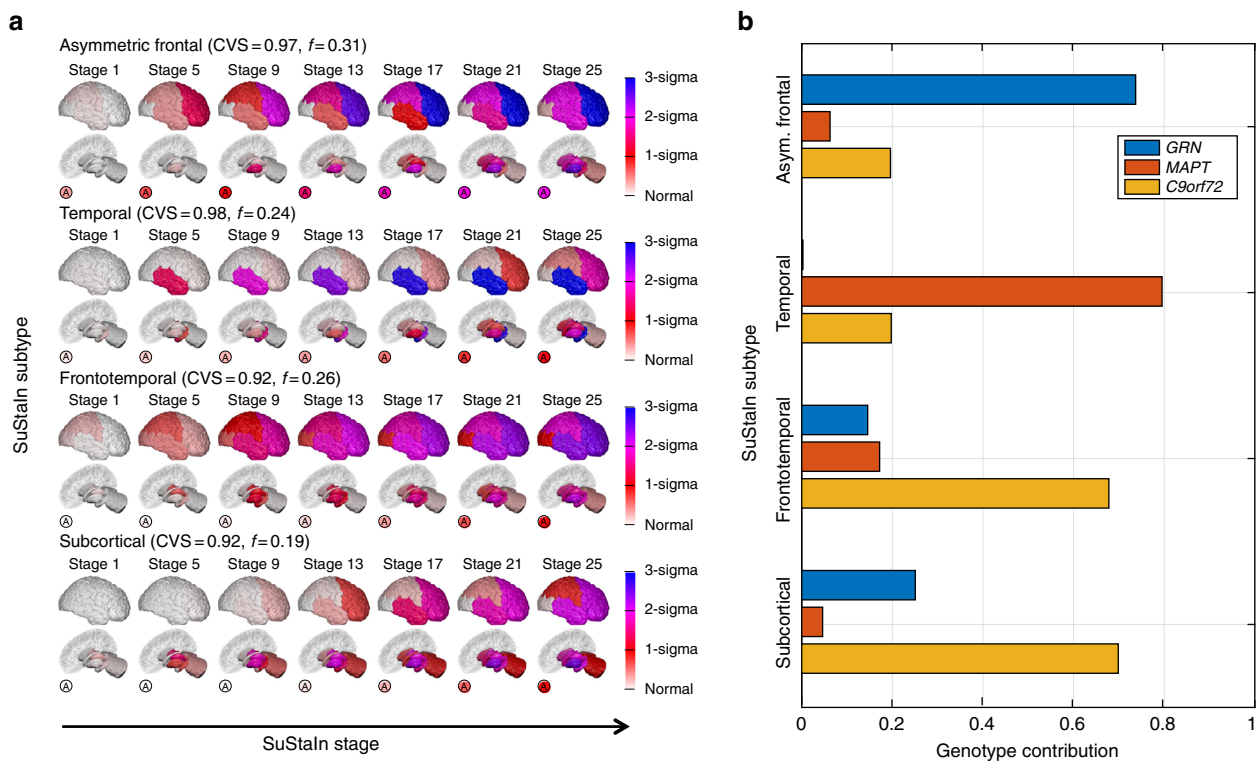 a
Asymmetric frontal (CVS = 0.97, f = 0.31)
Stage 1 Stage 5 Stage 9 Stage 13 Stage 17 Stage 21 Stage 25
3-sigma
2-sigma
1-sigma
Normal
A A A A A A A
Temporal (CVS = 0.98, f = 0.24)
Stage 1 Stage 5 Stage 9 Stage 13 Stage 17 Stage 21 Stage 25
3-sigma
2-sigma
1-sigma
Normal
A A A A A A A
Frontotemporal (CVS = 0.92, f = 0.26)
Stage 1 Stage 5 Stage 9 Stage 13 Stage 17 Stage 21 Stage 25
3-sigma
2-sigma
1-sigma
Normal
A A A A A A A
Subcortical (CVS = 0.92, f = 0.19)
Stage 1 Stage 5 Stage 9 Stage 13 Stage 17 Stage 21 Stage 25
3-sigma
2-sigma
1-sigma
Normal
A A A A A A A
SuStaIn subtype
SuStaIn stage
b
SuStaIn subtype
Asym. frontal
Temporal
Frontotemporal
Subcortical
GRN
MAPT
C9orf72
0 0.2 0.4 0.6 0.8 1
Genotype contribution